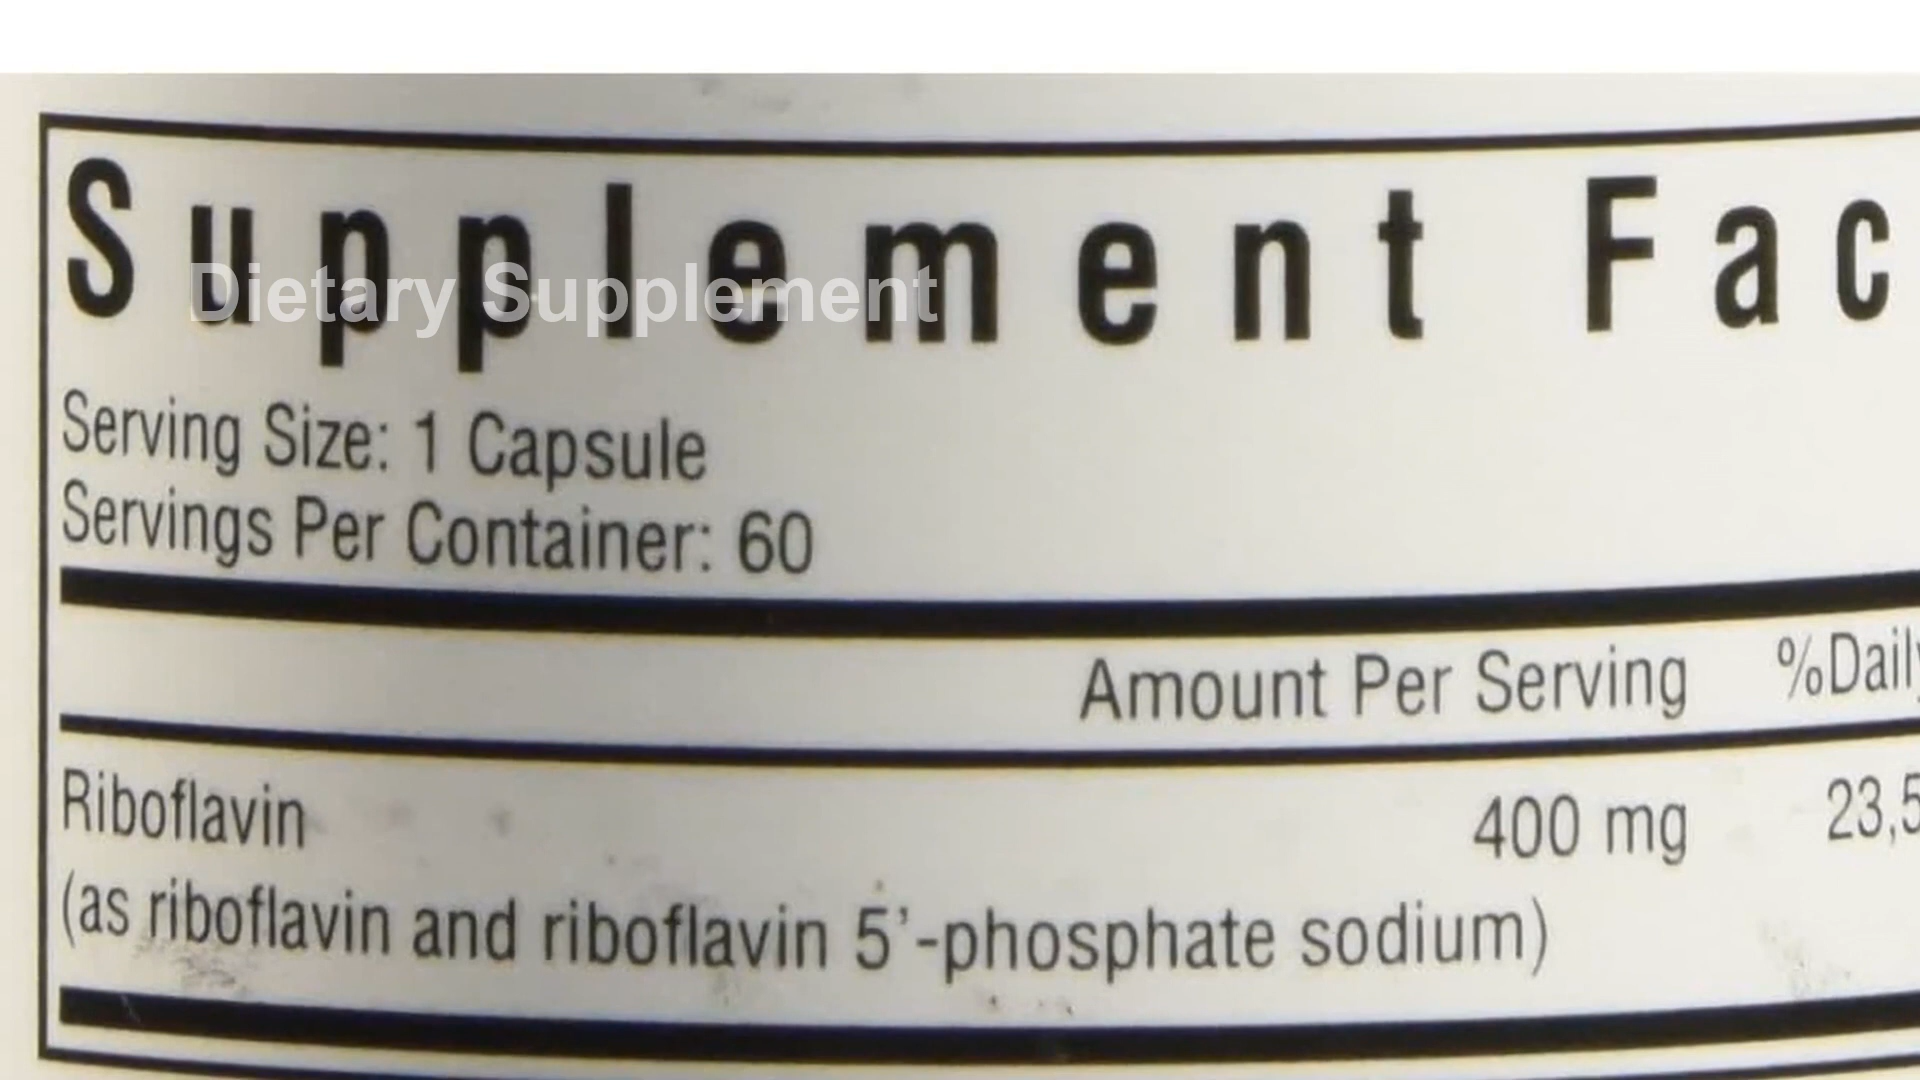 Supplement Fac
Dietary Supplement
Serving Size: 1 Capsule
Servings Per Container: 60
Amount Per Serving %Daily
Riboflavin 400 mg 23,5
(as riboflavin and riboflavin 5’-phosphate sodium)